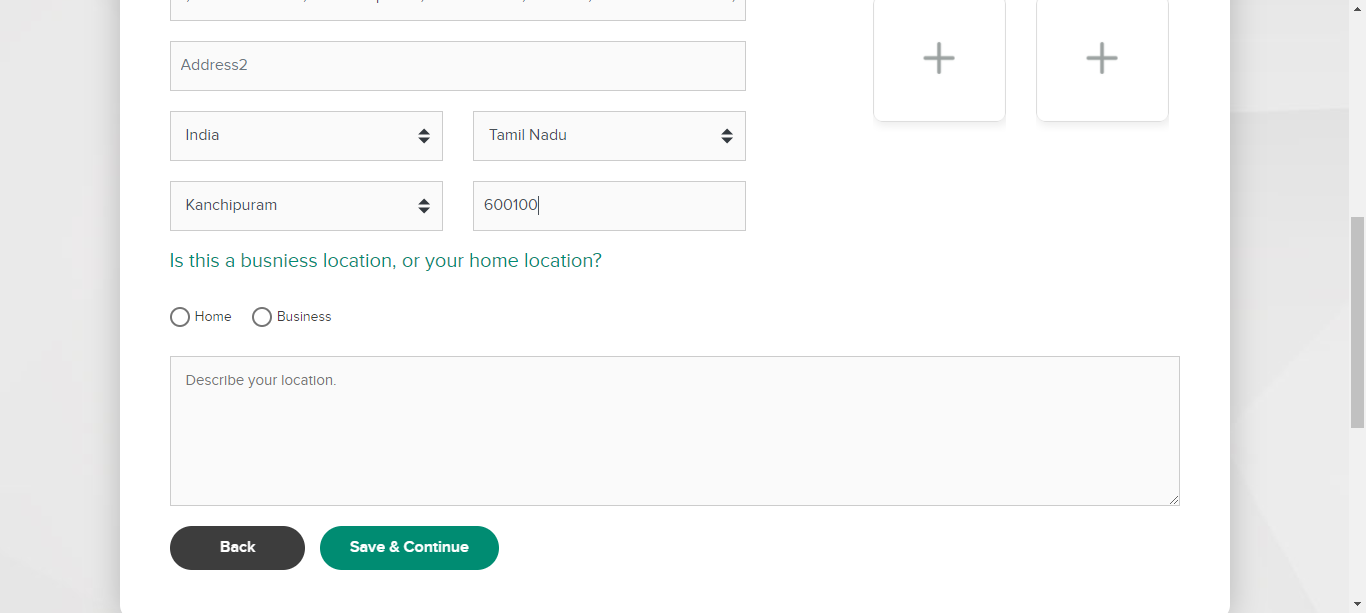 Address2
India
Tamil Nadu
Kanchipuram
600100
Is this a busniess location, or your home location?
Home
Business
Describe your location.
Back
Save & Continue